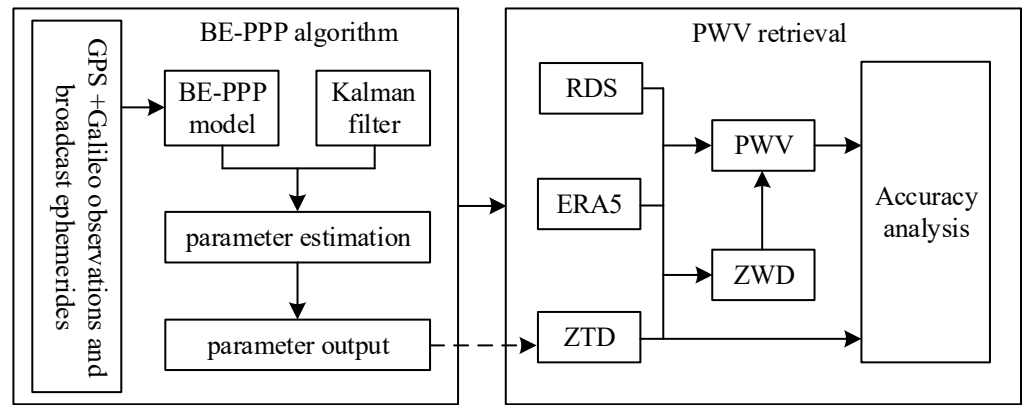 BE-PPP algorithm
GPS +Galileo observations and
broadcast ephemerides
BE-PPP
model
Kalman
filter
parameter estimation
parameter output
PWV retrieval
RDS
ERA5
ZTD
PWV
ZWD
Accuracy
analysis